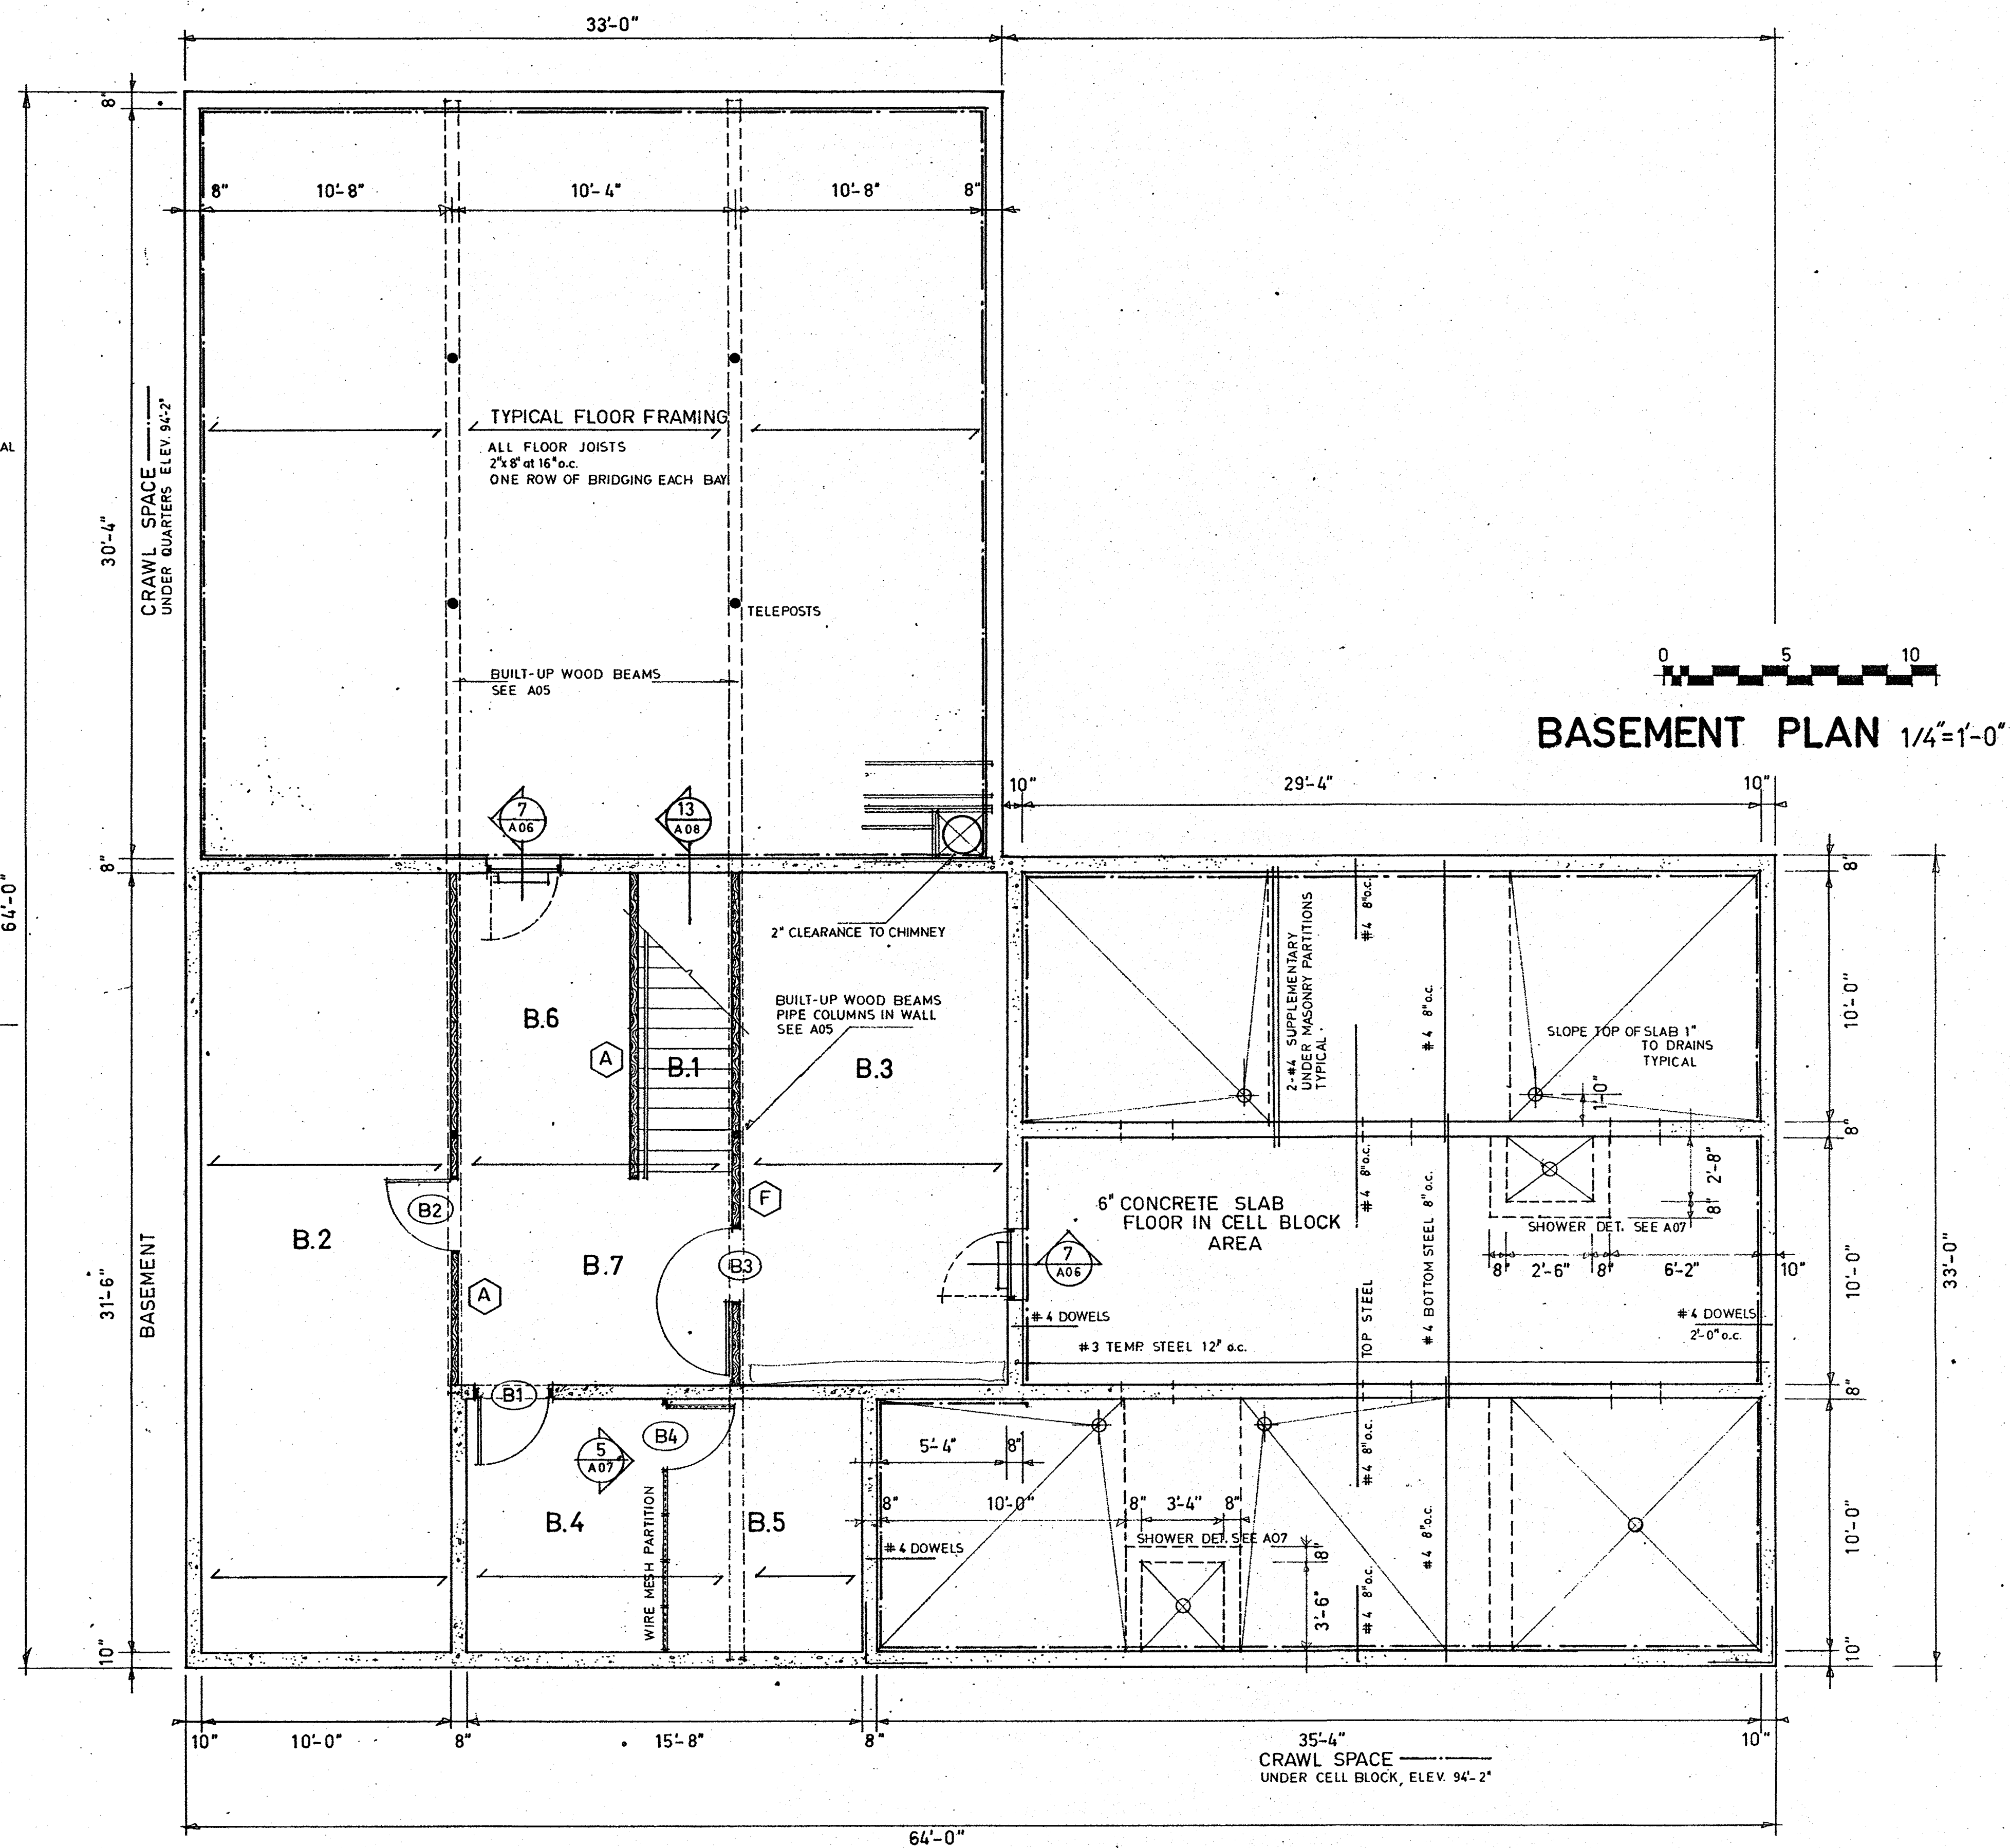 33'-0"
8"
8"
10'-8"
10'-4"
10'-8"
8"
CRAWL SPACE
UNDER QUARTERS ELEV. 94'-2"
30'-4"
AL
TYPICAL FLOOR FRAMING
ALL FLOOR JOISTS
2"x8" at 16" o.c.
ONE ROW OF BRIDGING EACH BAY
TELEPOSTS
BUILT-UP WOOD BEAMS
SEE A05
0 5 10
BASEMENT PLAN 1/4"=1'-0"
10"
29'-4"
10"
7
A06
13
A08
8"
64'-0"
2" CLEARANCE TO CHIMNEY
BUILT-UP WOOD BEAMS
PIPE COLUMNS IN WALL
SEE A05
B.6
A
B.1
B.3
2-#4 SUPPLEMENTARY
UNDER MASONRY PARTITIONS
TYPICAL
#4 8" o.c.
#4 8" o.c.
SLOPE TOP OF SLAB 1"
TO DRAINS
TYPICAL
1'-0"
8"
10'-0"
8"
B2
F
B.2
B.7
B3
A
6" CONCRETE SLAB
FLOOR IN CELL BLOCK
AREA
7
A06
#4 8" o.c.
TOP STEEL
#4 BOTTOM STEEL 8" o.c.
2'-8"
8"
SHOWER DET. SEE A07
8"
2'-6"
8"
6'-2"
10"
10'-0"
33'-0"
#4 DOWELS
#3 TEMP. STEEL 12" o.c.
#4 DOWELS
2'-0" o.c.
31'-6"
BASEMENT
8"
B1
B4
5
A07
B.4
WIRE MESH PARTITION
B.5
5'-4"
8"
8"
10'-0"
8"
3'-4"
8"
SHOWER DET. SEE A07
#4 DOWELS
8"
3'-6"
#4 8" o.c.
#4 8" o.c.
#4 8" o.c.
10'-0"
10"
10"
10"
10'-0"
8"
15'-8"
8"
35'-4"
10"
CRAWL SPACE
UNDER CELL BLOCK, ELEV. 94'-2"
64'-0"